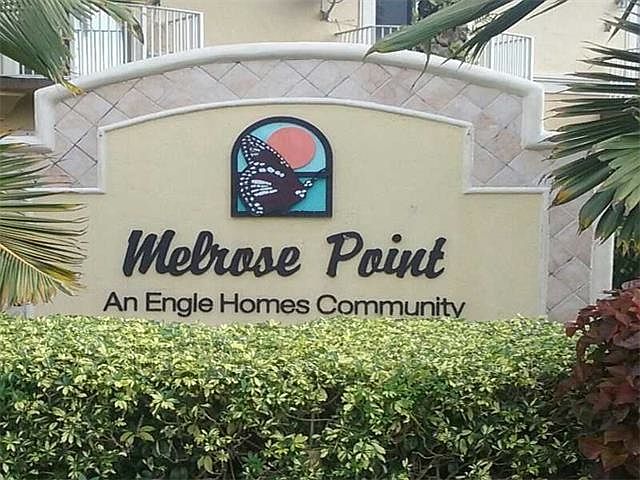 Melrose Point
An Engle Homes Community